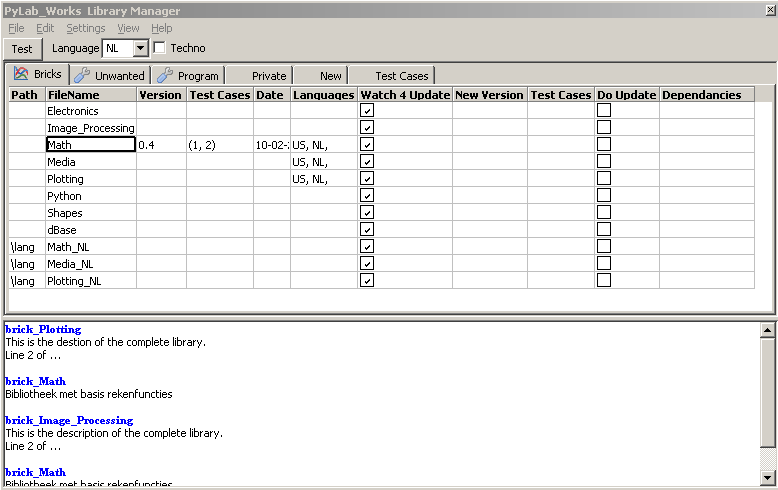 PyLab_Works Library Manager
File Edit Settings View Help
Test Language NL Techno
Bricks Unwanted Program Private New Test Cases
Path FileName Version Test Cases Date Languages Watch 4 Update New Version Test Cases Do Update Dependancies
Electronics
Image_Processing
Math 0.4 (1, 2) 10-02- US, NL,
Media US, NL,
Plotting US, NL,
Python
Shapes
dBase
\lang Math_NL
\lang Media_NL
\lang Plotting_NL
brick_Plotting
This is the destion of the complete library.
Line 2 of ...
brick_Math
Bibliotheek met basis rekenfuncties
brick_Image_Processing
This is the description of the complete library.
Line 2 of ...
brick_Math
Bibliotheek met basis rekenfuncties